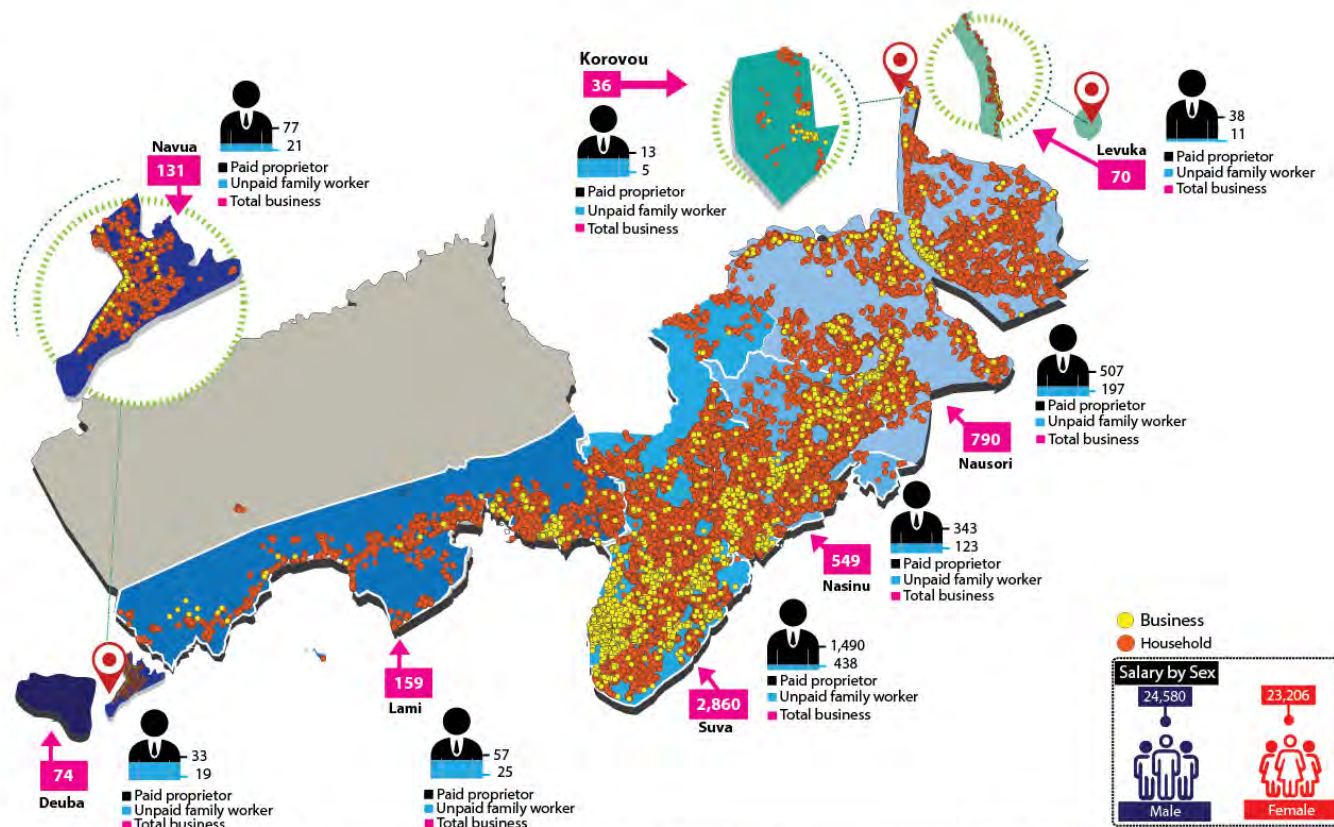 Korovou
36
13
5
Paid proprietor
Unpaid family worker
Total business
Levuka
70
38
11
Paid proprietor
Unpaid family worker
Total business
Navua
131
77
21
Paid proprietor
Unpaid family worker
Total business
507
197
Paid proprietor
Unpaid family worker
Total business
790
Nausori
343
123
Paid proprietor
Unpaid family worker
Total business
549
Nasinu
1,490
438
Paid proprietor
Unpaid family worker
Total business
2,860
Suva
159
Lami
57
25
Paid proprietor
Unpaid family worker
Total business
74
Deuba
33
19
Paid proprietor
Unpaid family worker
Total business
Business
Household
Salary by Sex
24,580
23,206
Male
Female